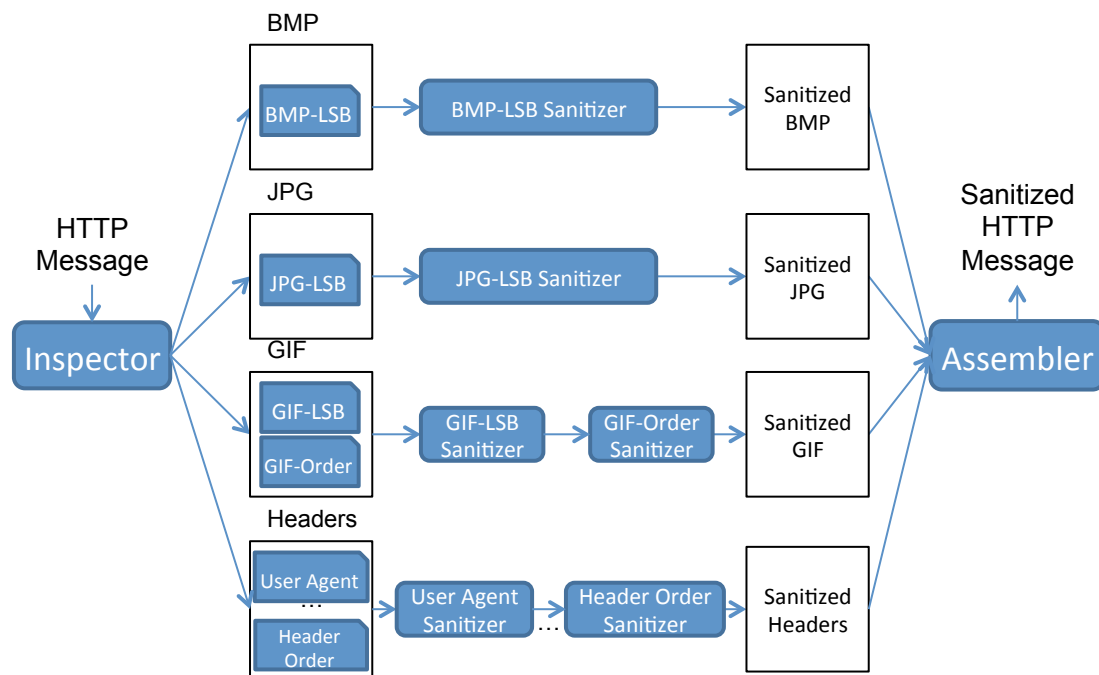 BMP
BMP-LSB
BMP-LSB Sanitizer
Sanitized
BMP
JPG
JPG-LSB
JPG-LSB Sanitizer
Sanitized
JPG
HTTP
Message
Inspector
Sanitized
HTTP
Message
Assembler
GIF
GIF-LSB
GIF-Order
GIF-LSB
Sanitizer
GIF-Order
Sanitizer
Sanitized
GIF
Headers
User Agent
...
Header
Order
User Agent
Sanitizer
...
Header Order
Sanitizer
Sanitized
Headers